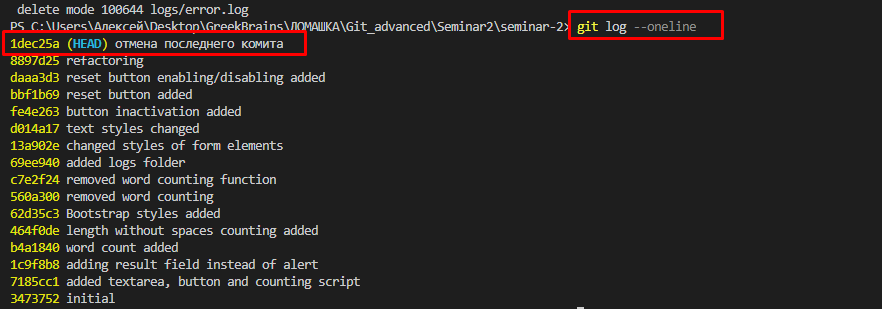 delete mode 100644 logs/error.log
PS C:\Users\Алексей\Desktop\GreekBrains\ДОМАШКА\Git_advanced\Seminar2\seminar-2> git log --oneline
1dec25a (HEAD) отмена последнего комита
8897d25 refactoring
daaa3d3 reset button enabling/disabling added
bbf1b69 reset button added
fe4e263 button inactivation added
d014a17 text styles changed
13a902e changed styles of form elements
69ee940 added logs folder
c7e2f24 removed word counting function
560a300 removed word counting
62d35c3 Bootstrap styles added
464f0de length without spaces counting added
b4a1840 word count added
1c9f8b8 adding result field instead of alert
7185cc1 added textarea, button and counting script
3473752 initial